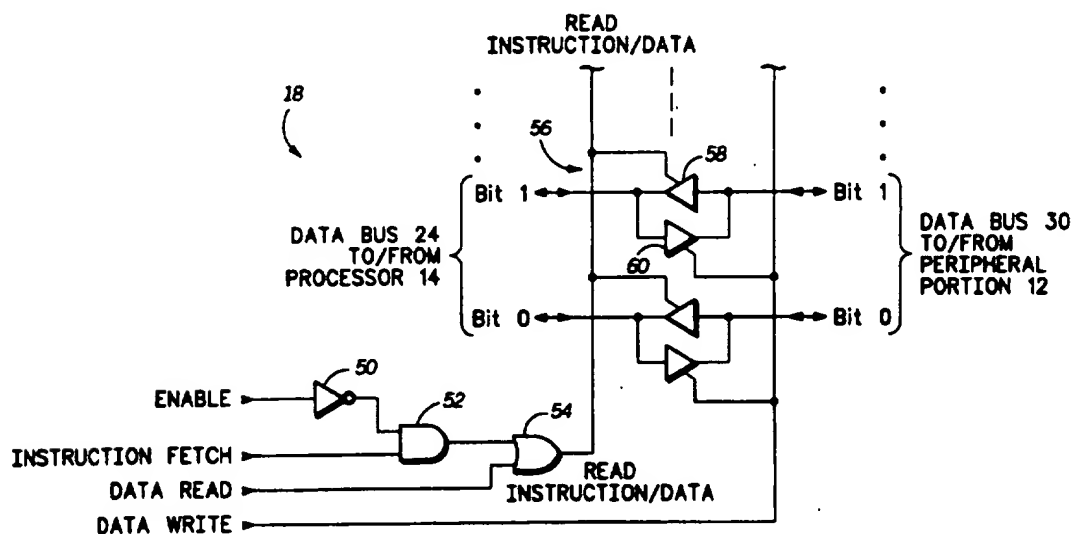 READ
INSTRUCTION/DATA
18
56
58
Bit 1
Bit 1
DATA BUS 24
TO/FROM
PROCESSOR 14
DATA BUS 30
TO/FROM
PERIPHERAL
PORTION 12
60
Bit 0
Bit 0
50
ENABLE
52
54
INSTRUCTION FETCH
READ
INSTRUCTION/DATA
DATA READ
DATA WRITE